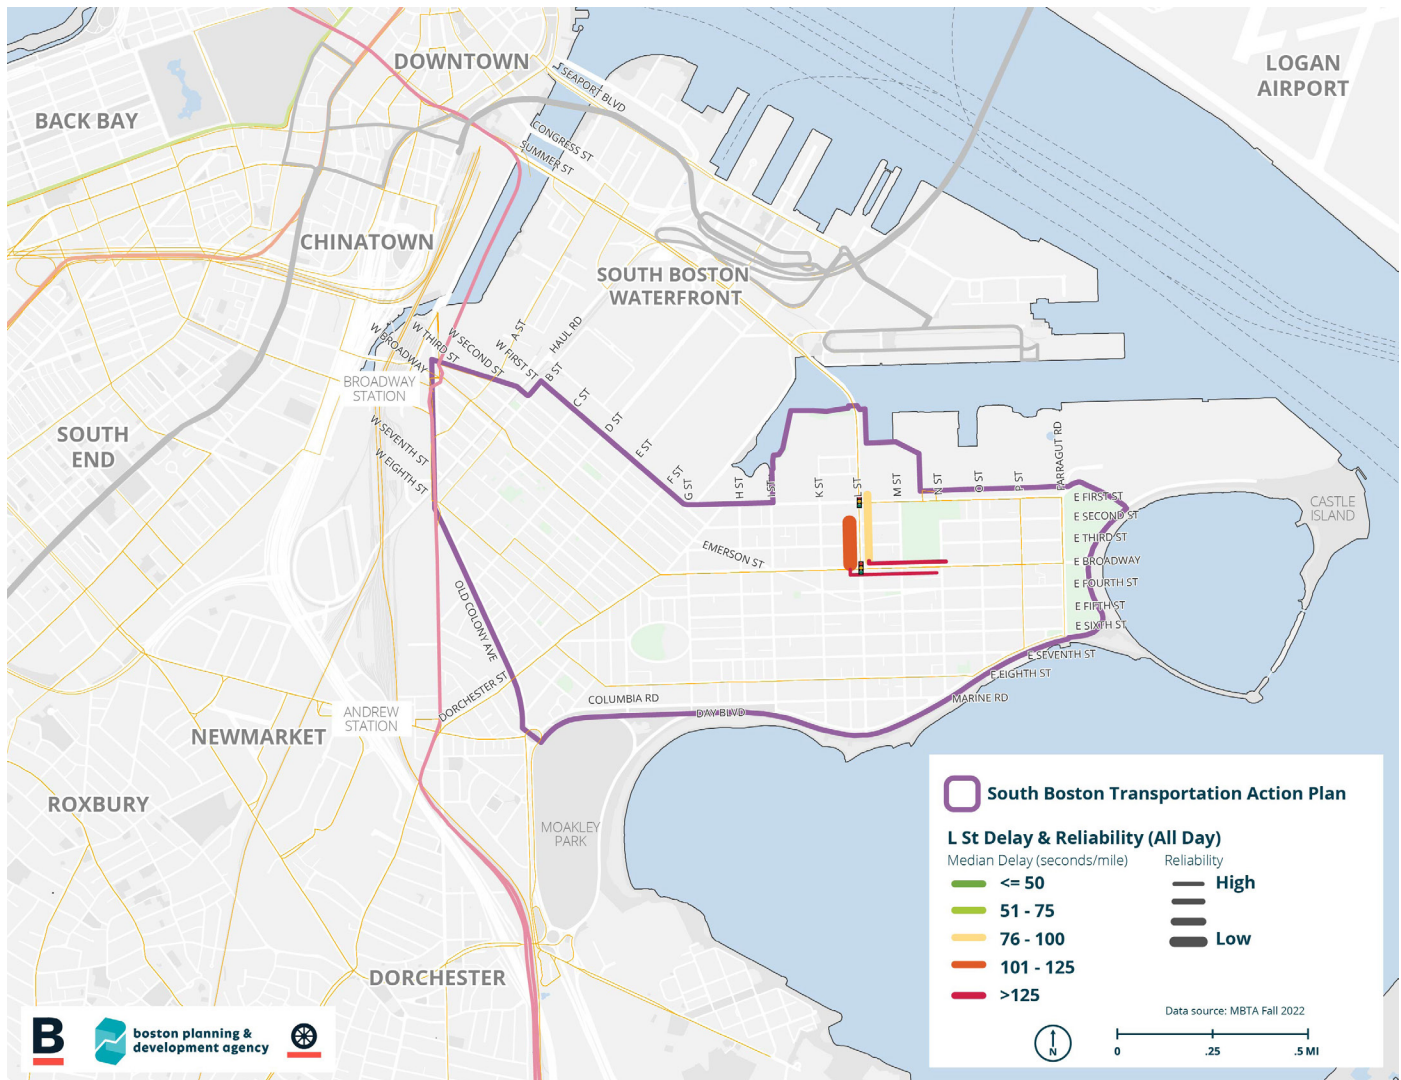 DOWNTOWN
LOGAN
AIRPORT
SEAPORT BLVD
BACK BAY
CONGRESS ST
SUMMER ST
CHINATOWN
SOUTH BOSTON
WATERFRONT
A ST
HAUL RD
W THIRD ST
W BROADWAY
W SECOND ST
W FIRST ST
B ST
BROADWAY
STATION
C ST
D ST
E ST
F ST
G ST
H ST
I ST
K ST
L ST
M ST
N ST
O ST
P ST
FARRAGUT RD
W SEVENTH ST
W EIGHTH ST
SOUTH
END
E FIRST ST
E SECOND ST
E THIRD ST
E BROADWAY
E FOURTH ST
E FIFTH ST
E SIXTH ST
E SEVENTH ST
E EIGHTH ST
CASTLE
ISLAND
EMERSON ST
OLD COLONY AVE
DORCHESTER ST
COLUMBIA RD
DAY BLVD
MARINE RD
ANDREW
STATION
NEWMARKET
ROXBURY
MOAKLEY
PARK
DORCHESTER
South Boston Transportation Action Plan
L St Delay & Reliability (All Day)
Median Delay (seconds/mile)
Reliability
<= 50
High
51 - 75
76 - 100
Low
101 - 125
>125
Data source: MBTA Fall 2022
N
0
.25
.5 MI
B
boston planning &
development agency